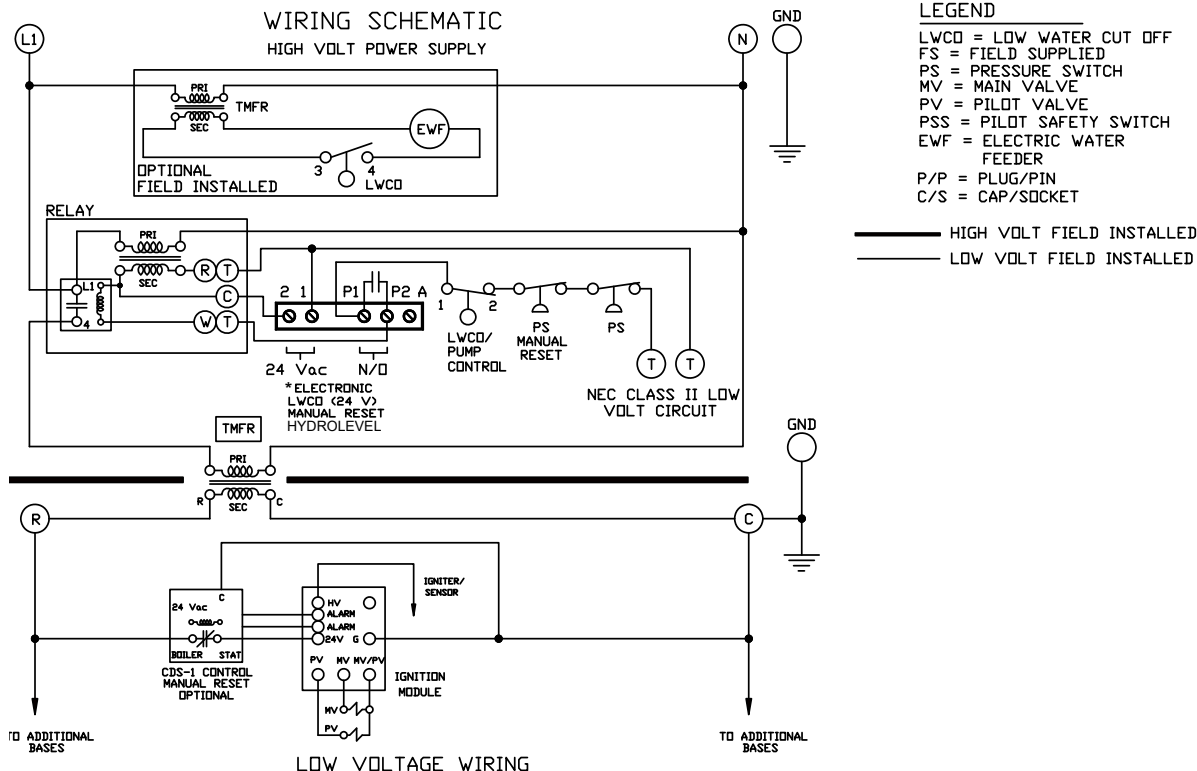 WIRING SCHEMATIC
HIGH VOLT POWER SUPPLY
L1
N
GND
LEGEND
LWCO = LOW WATER CUT OFF
FS = FIELD SUPPLIED
PS = PRESSURE SWITCH
MV = MAIN VALVE
PV = PILOT VALVE
PSS = PILOT SAFETY SWITCH
EWF = ELECTRIC WATER
FEEDER
P/P = PLUG/PIN
C/S = CAP/SOCKET
HIGH VOLT FIELD INSTALLED
LOW VOLT FIELD INSTALLED
PRI
TMFR
SEC
EWF
3
4
LWCO
OPTIONAL
FIELD INSTALLED
RELAY
PRI
SEC
R T
L1
C
4
W T
2 1
P1
P2 A
1
2
LWCO/
PUMP
CONTROL
PS
MANUAL
RESET
PS
T
T
NEC CLASS II LOW
VOLT CIRCUIT
24 Vac
N/O
*ELECTRONIC
LWCO (24 V)
MANUAL RESET
HYDROLEVEL
TMFR
PRI
R
SEC
C
GND
R
C
C
24 Vac
BOILER STAT
CDS-1 CONTROL
MANUAL RESET
OPTIONAL
IGNITER/
SENSOR
HV
ALARM
ALARM
24V G
PV MV MV/PV
IGNITION
MODULE
MV
PV
TO ADDITIONAL
BASES
TO ADDITIONAL
BASES
LOW VOLTAGE WIRING